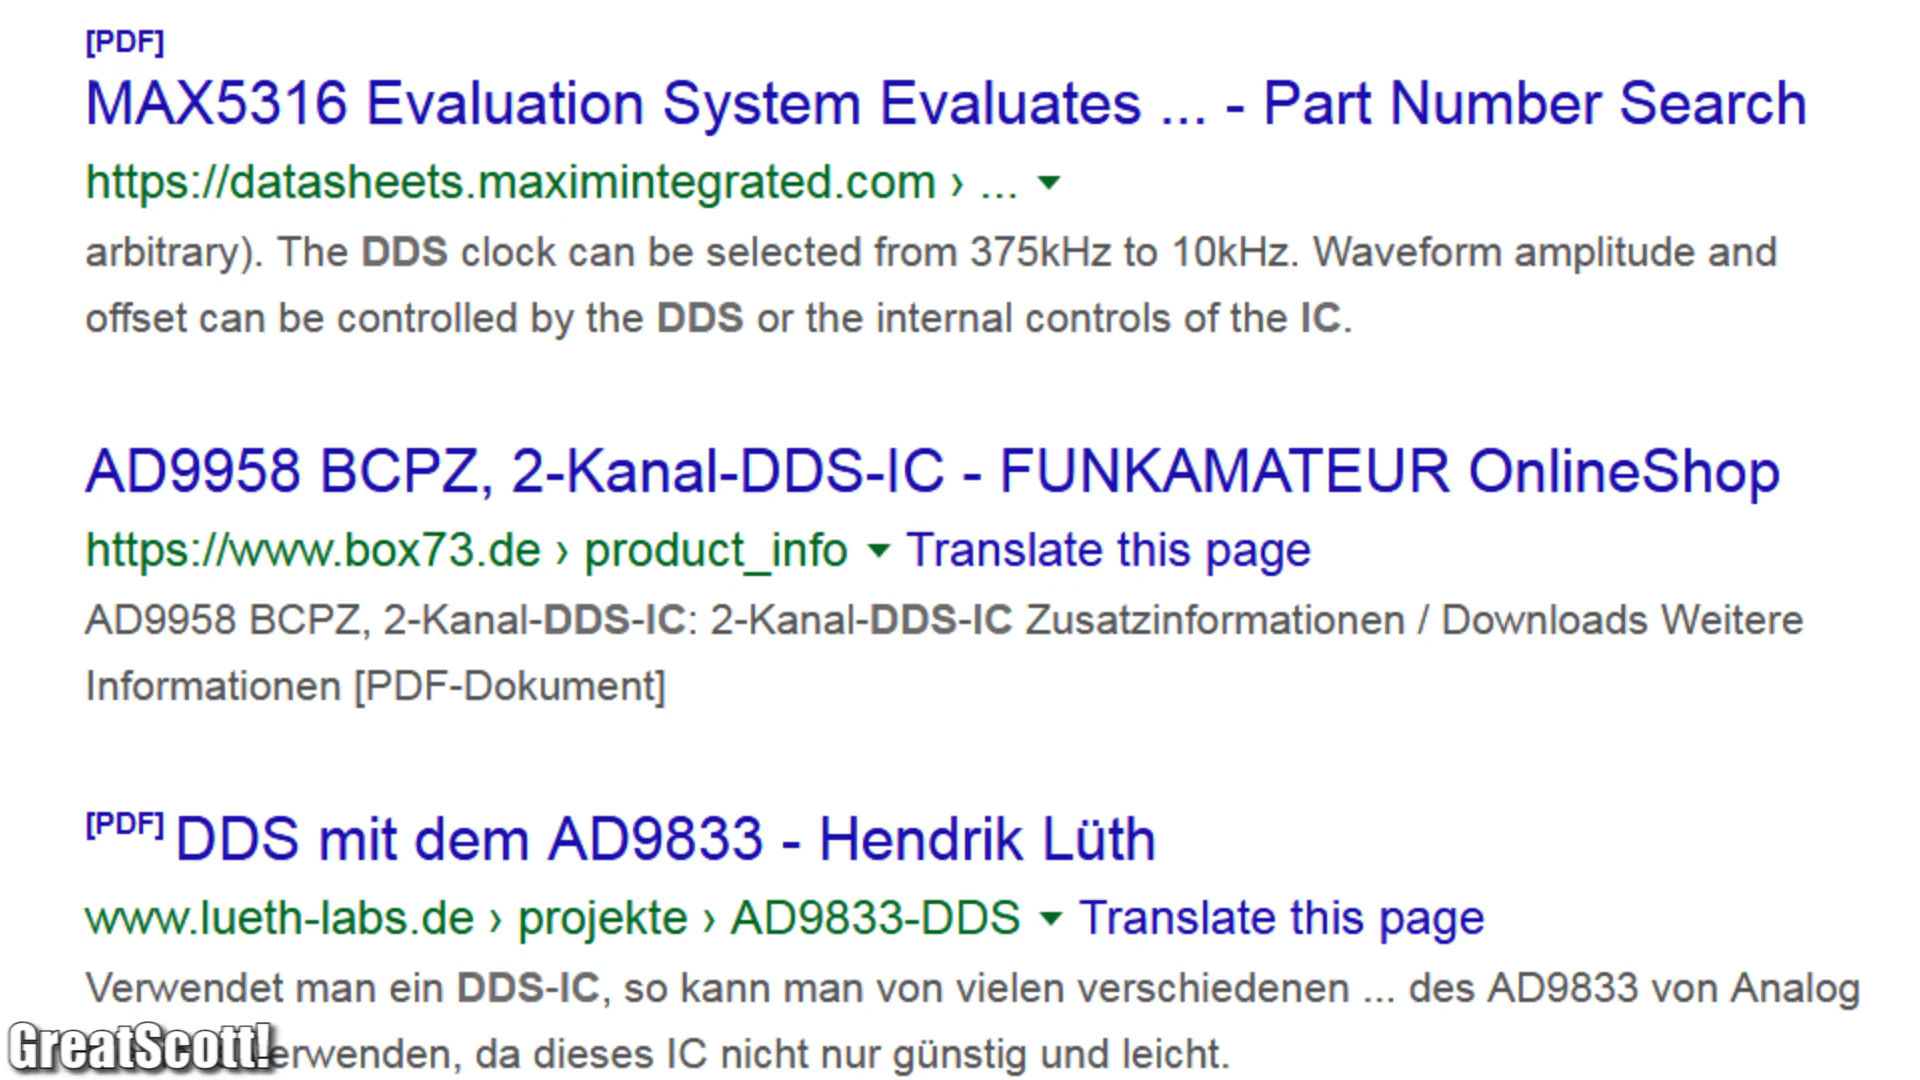 [PDF]
MAX5316 Evaluation System Evaluates ... - Part Number Search
https://datasheets.maximintegrated.com › ... ▼
arbitrary). The DDS clock can be selected from 375kHz to 10kHz. Waveform amplitude and
offset can be controlled by the DDS or the internal controls of the IC.
AD9958 BCPZ, 2-Kanal-DDS-IC - FUNKAMATEUR OnlineShop
https://www.box73.de › product_info ▼ Translate this page
AD9958 BCPZ, 2-Kanal-DDS-IC: 2-Kanal-DDS-IC Zusatzinformationen / Downloads Weitere
Informationen [PDF-Dokument]
[PDF] DDS mit dem AD9833 - Hendrik Lüth
www.lueth-labs.de › projekte › AD9833-DDS ▼ Translate this page
Verwendet man ein DDS-IC, so kann man von vielen verschiedenen ... des AD9833 von Analog
GreatScott! erwenden, da dieses IC nicht nur günstig und leicht.